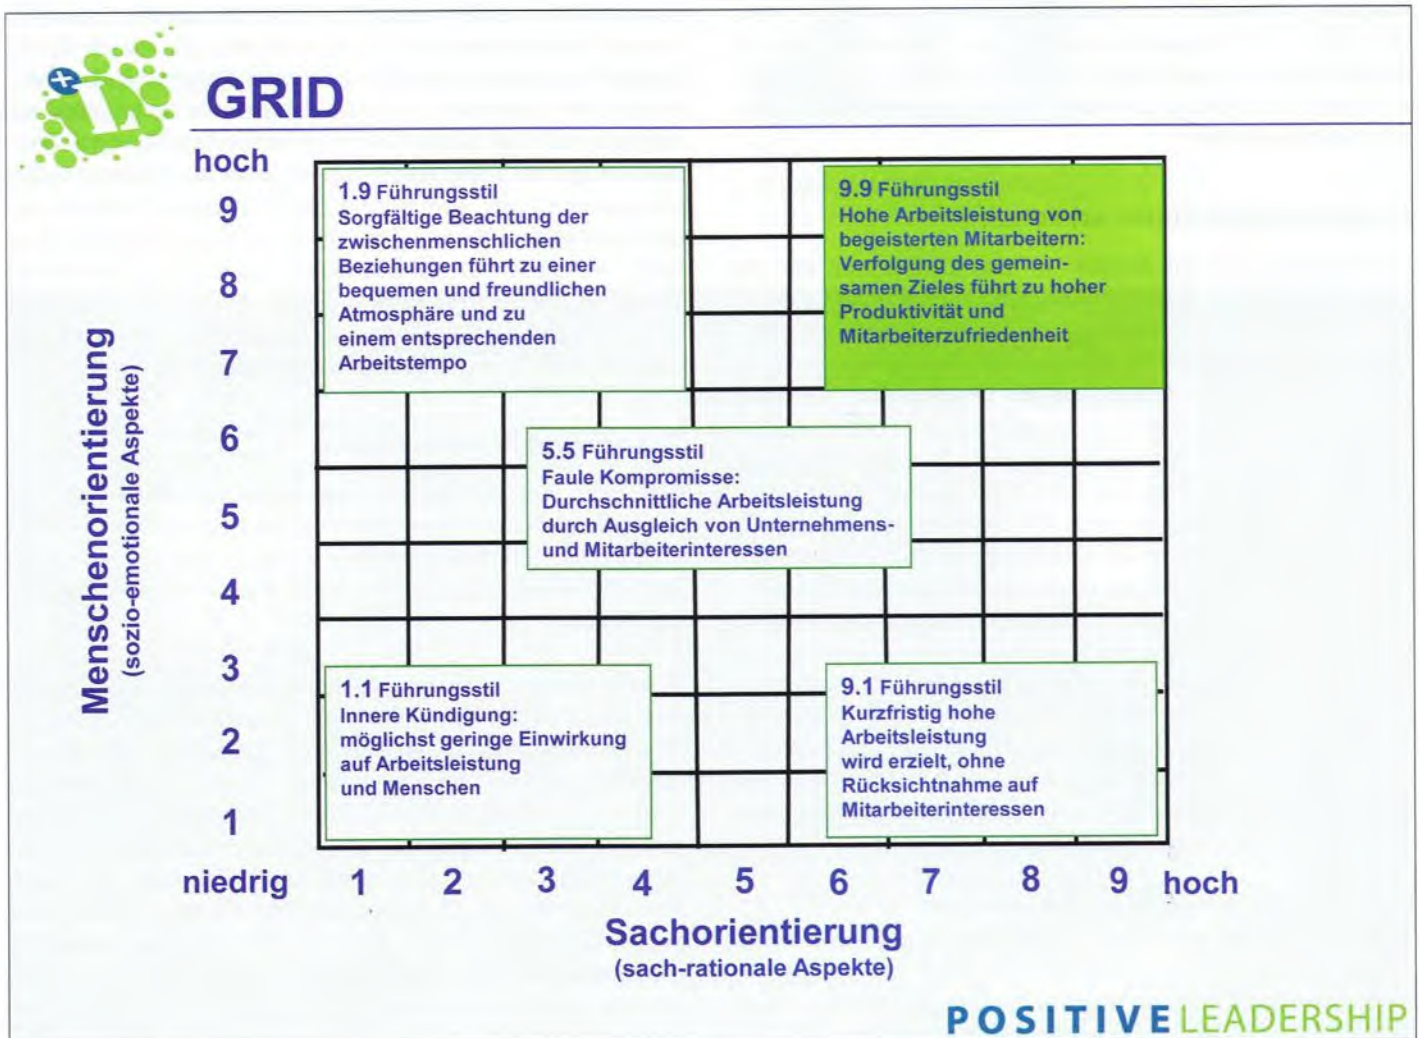 GRID
hoch
9
8
7
6
5
4
3
2
1
Menschenorientierung
(sozio-emotionale Aspekte)
1.9 Führungsstil
Sorgfältige Beachtung der
zwischenmenschlichen
Beziehungen führt zu einer
bequemen und freundlichen
Atmosphäre und zu
einem entsprechenden
Arbeitstempo
9.9 Führungsstil
Hohe Arbeitsleistung von
begeisterten Mitarbeitern:
Verfolgung des gemein-
samen Zieles führt zu hoher
Produktivität und
Mitarbeiterzufriedenheit
5.5 Führungsstil
Faule Kompromisse:
Durchschnittliche Arbeitsleistung
durch Ausgleich von Unternehmens-
und Mitarbeiterinteressen
1.1 Führungsstil
Innere Kündigung:
möglichst geringe Einwirkung
auf Arbeitsleistung
und Menschen
9.1 Führungsstil
Kurzfristig hohe
Arbeitsleistung
wird erzielt, ohne
Rücksichtnahme auf
Mitarbeiterinteressen
niedrig 1 2 3 4 5 6 7 8 9 hoch
Sachorientierung
(sach-rationale Aspekte)
POSITIVE LEADERSHIP